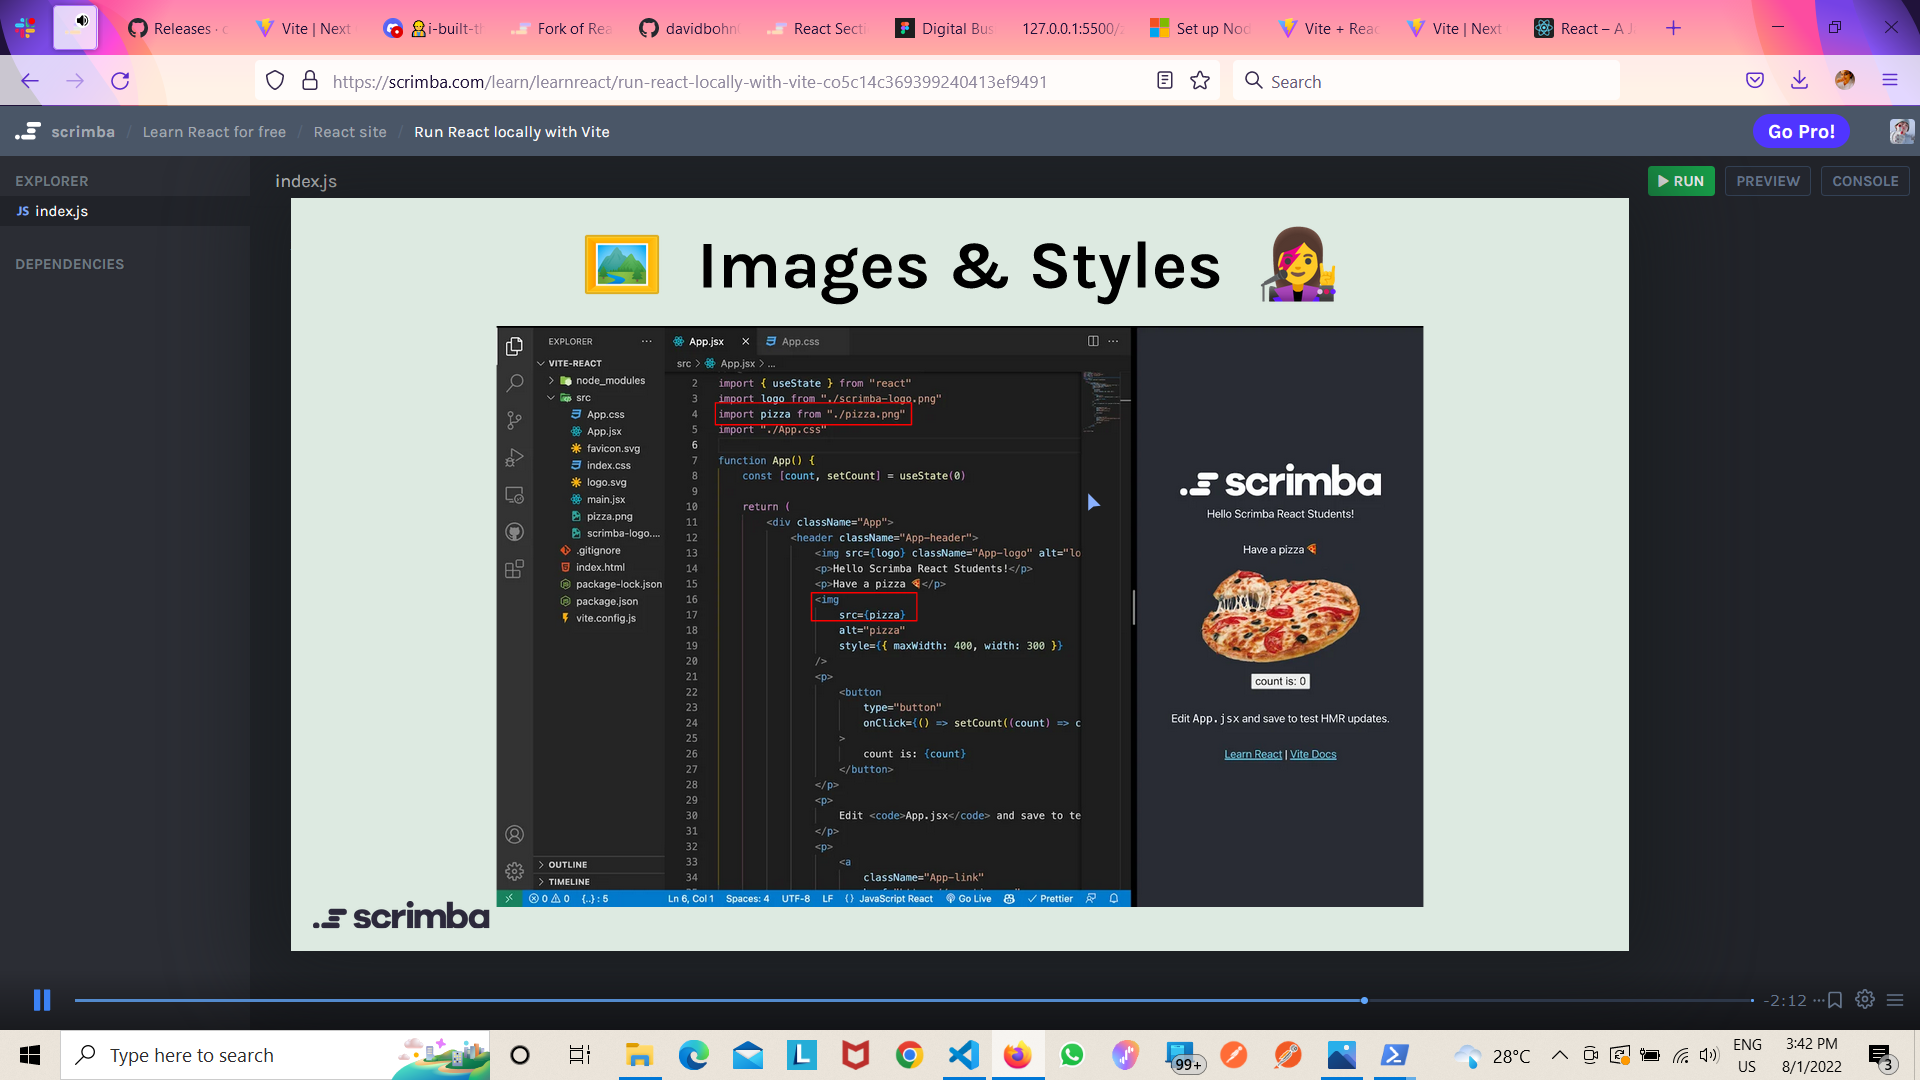 Releases · c
Vite | Next
i-built-th
Fork of Rea
davidbohn
React Secti
Digital Bus
127.0.0.1:5500/
Set up Nod
Vite + Reac
Vite | Next
React – A Ja
https://scrimba.com/learn/learnreact/run-react-locally-with-vite-co5c14c369399240413ef9491
Search
scrimba / Learn React for free / React site / Run React locally with Vite
Go Pro!
EXPLORER
JS index.js
DEPENDENCIES
index.js
RUN
PREVIEW
CONSOLE
Images & Styles
EXPLORER
VITE-REACT
node_modules
src
App.css
App.jsx
favicon.svg
index.css
logo.svg
main.jsx
pizza.png
scrimba-logo....
.gitignore
index.html
package-lock.json
package.json
vite.config.js
OUTLINE
TIMELINE
App.jsx
App.css
src > App.jsx > ...
2 import { useState } from "react"
3 import logo from "./scrimba-logo.png"
4 import pizza from "./pizza.png"
5 import "./App.css"
6
7 function App() {
8 const [count, setCount] = useState(0)
9
10 return (
11 <div className="App">
12 <header className="App-header">
13 <img src={logo} className="App-logo" alt="lo
14 <p>Hello Scrimba React Students!</p>
15 <p>Have a pizza 🍕</p>
16 <img
17 src={pizza}
18 alt="pizza"
19 style={{ maxWidth: 400, width: 300 }}
20 />
21 <p>
22 <button
23 type="button"
24 onClick={() => setCount((count) => c
25 >
26 count is: {count}
27 </button>
28 </p>
29 <p>
30 Edit <code>App.jsx</code> and save to te
31 </p>
32 <p>
33 <a
34 className="App-link"
0 0 {..} : 5
Ln 6, Col 1 Spaces: 4 UTF-8 LF JavaScript React Go Live Prettier
scrimba
Hello Scrimba React Students!
Have a pizza 🍕
count is: 0
Edit App.jsx and save to test HMR updates.
Learn React | Vite Docs
scrimba
-2:12
Type here to search
L
99+
28°C
ENG
US
3:42 PM
8/1/2022
3